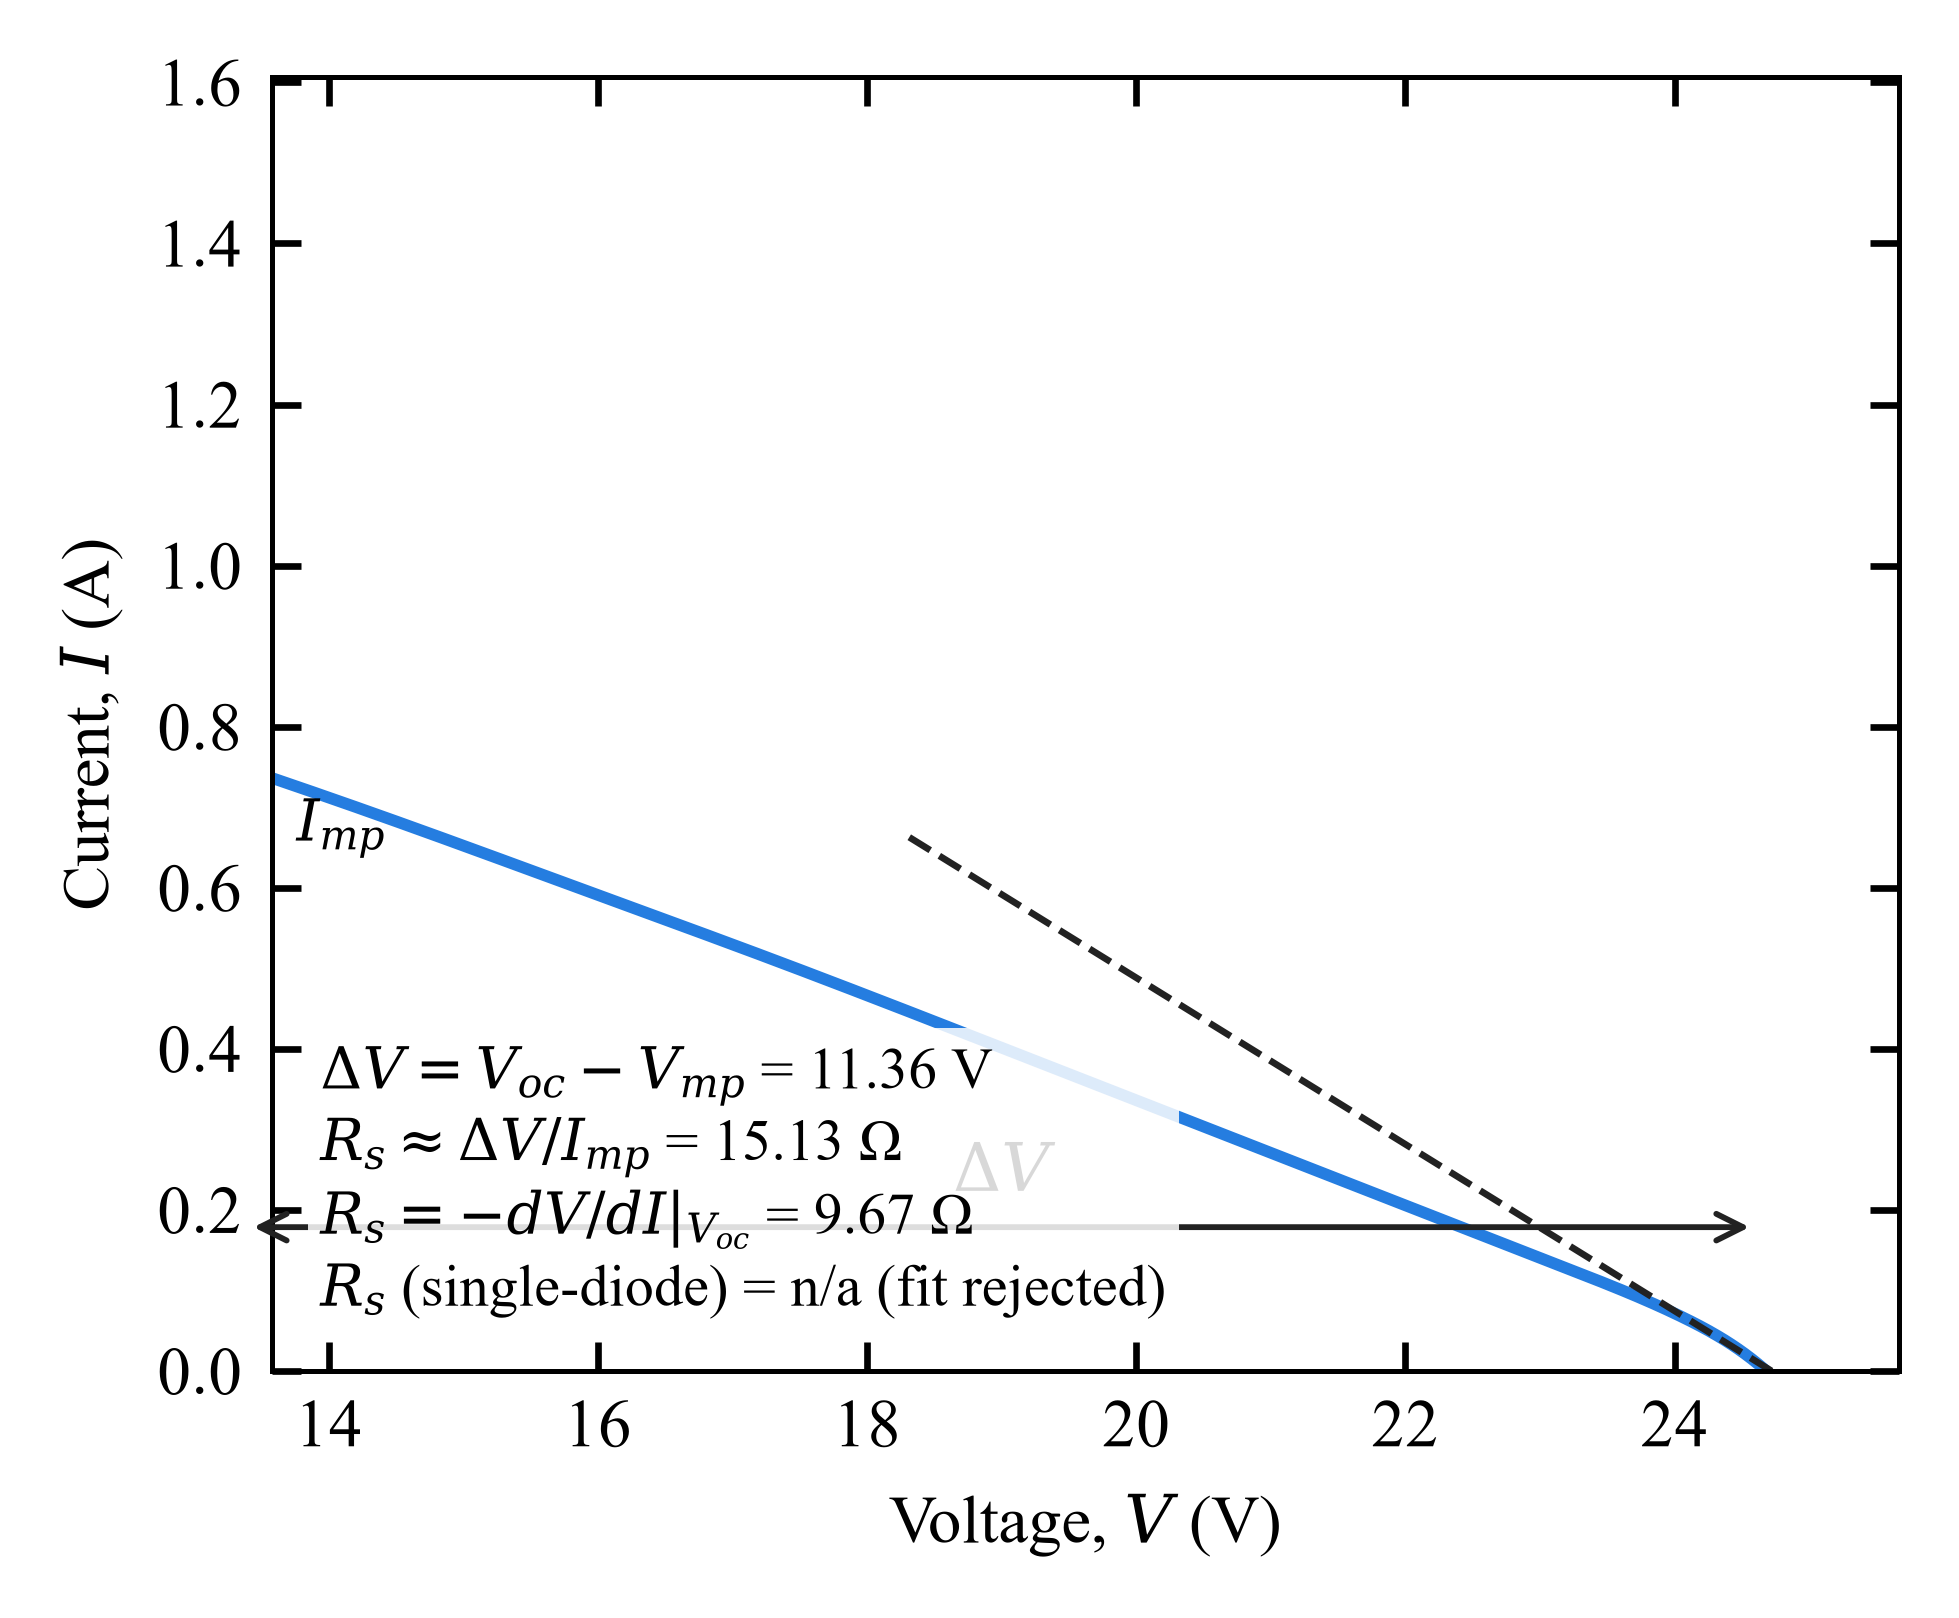 1.6
1.4
1.2
1.0
0.8
0.6
0.4
0.2
0.0
Current, I (A)
I_mp
ΔV = V_oc − V_mp = 11.36 V
R_s ≈ ΔV/I_mp = 15.13 Ω
ΔV
R_s = −dV/dI|_V_oc = 9.67 Ω
R_s (single-diode) = n/a (fit rejected)
14 16 18 20 22 24
Voltage, V (V)